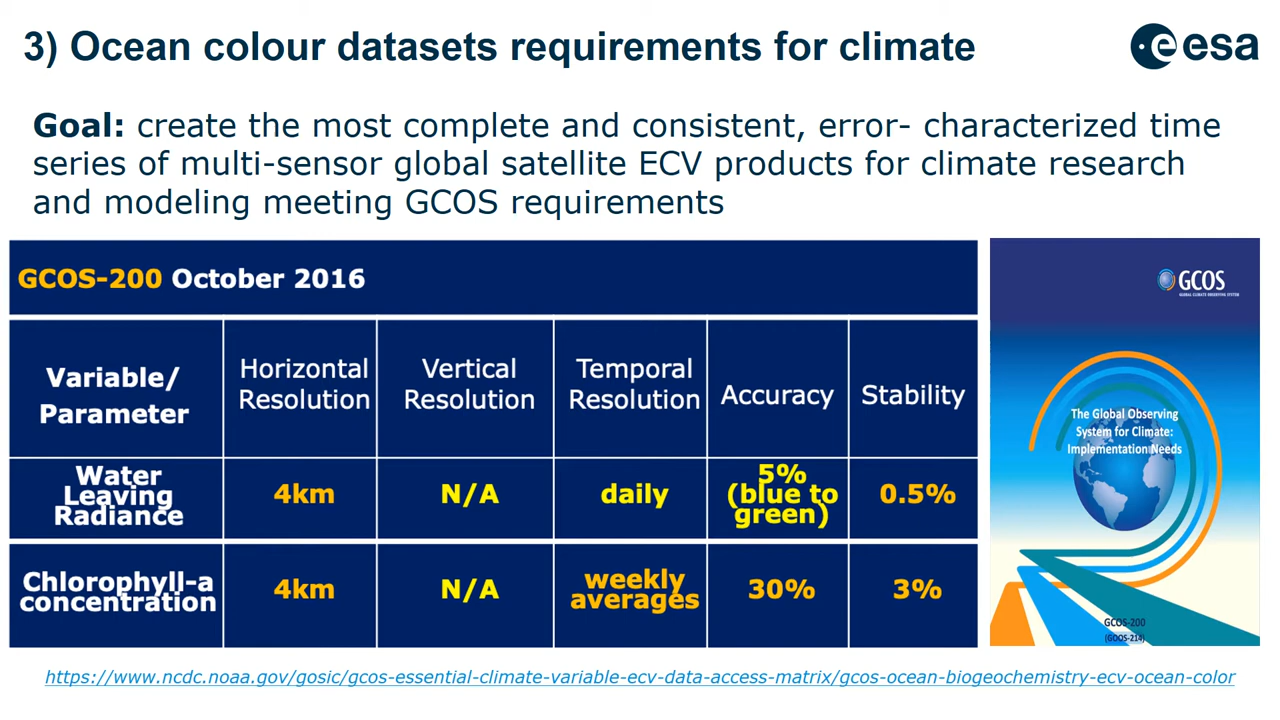 3) Ocean colour datasets requirements for climate
esa
Goal: create the most complete and consistent, error- characterized time
series of multi-sensor global satellite ECV products for climate research
and modeling meeting GCOS requirements
GCOS-200 October 2016
Variable/
Parameter
Horizontal
Resolution
Vertical
Resolution
Temporal
Resolution
Accuracy
Stability
Water
Leaving
Radiance
4km
N/A
daily
5%
(blue to
green)
0.5%
Chlorophyll-a
concentration
4km
N/A
weekly
averages
30%
3%
GCOS
GLOBAL CLIMATE OBSERVING SYSTEM
The Global Observing
System for Climate:
Implementation Needs
GCOS-200
(GOOS-214)
https://www.ncdc.noaa.gov/gosic/gcos-essential-climate-variable-ecv-data-access-matrix/gcos-ocean-biogeochemistry-ecv-ocean-color